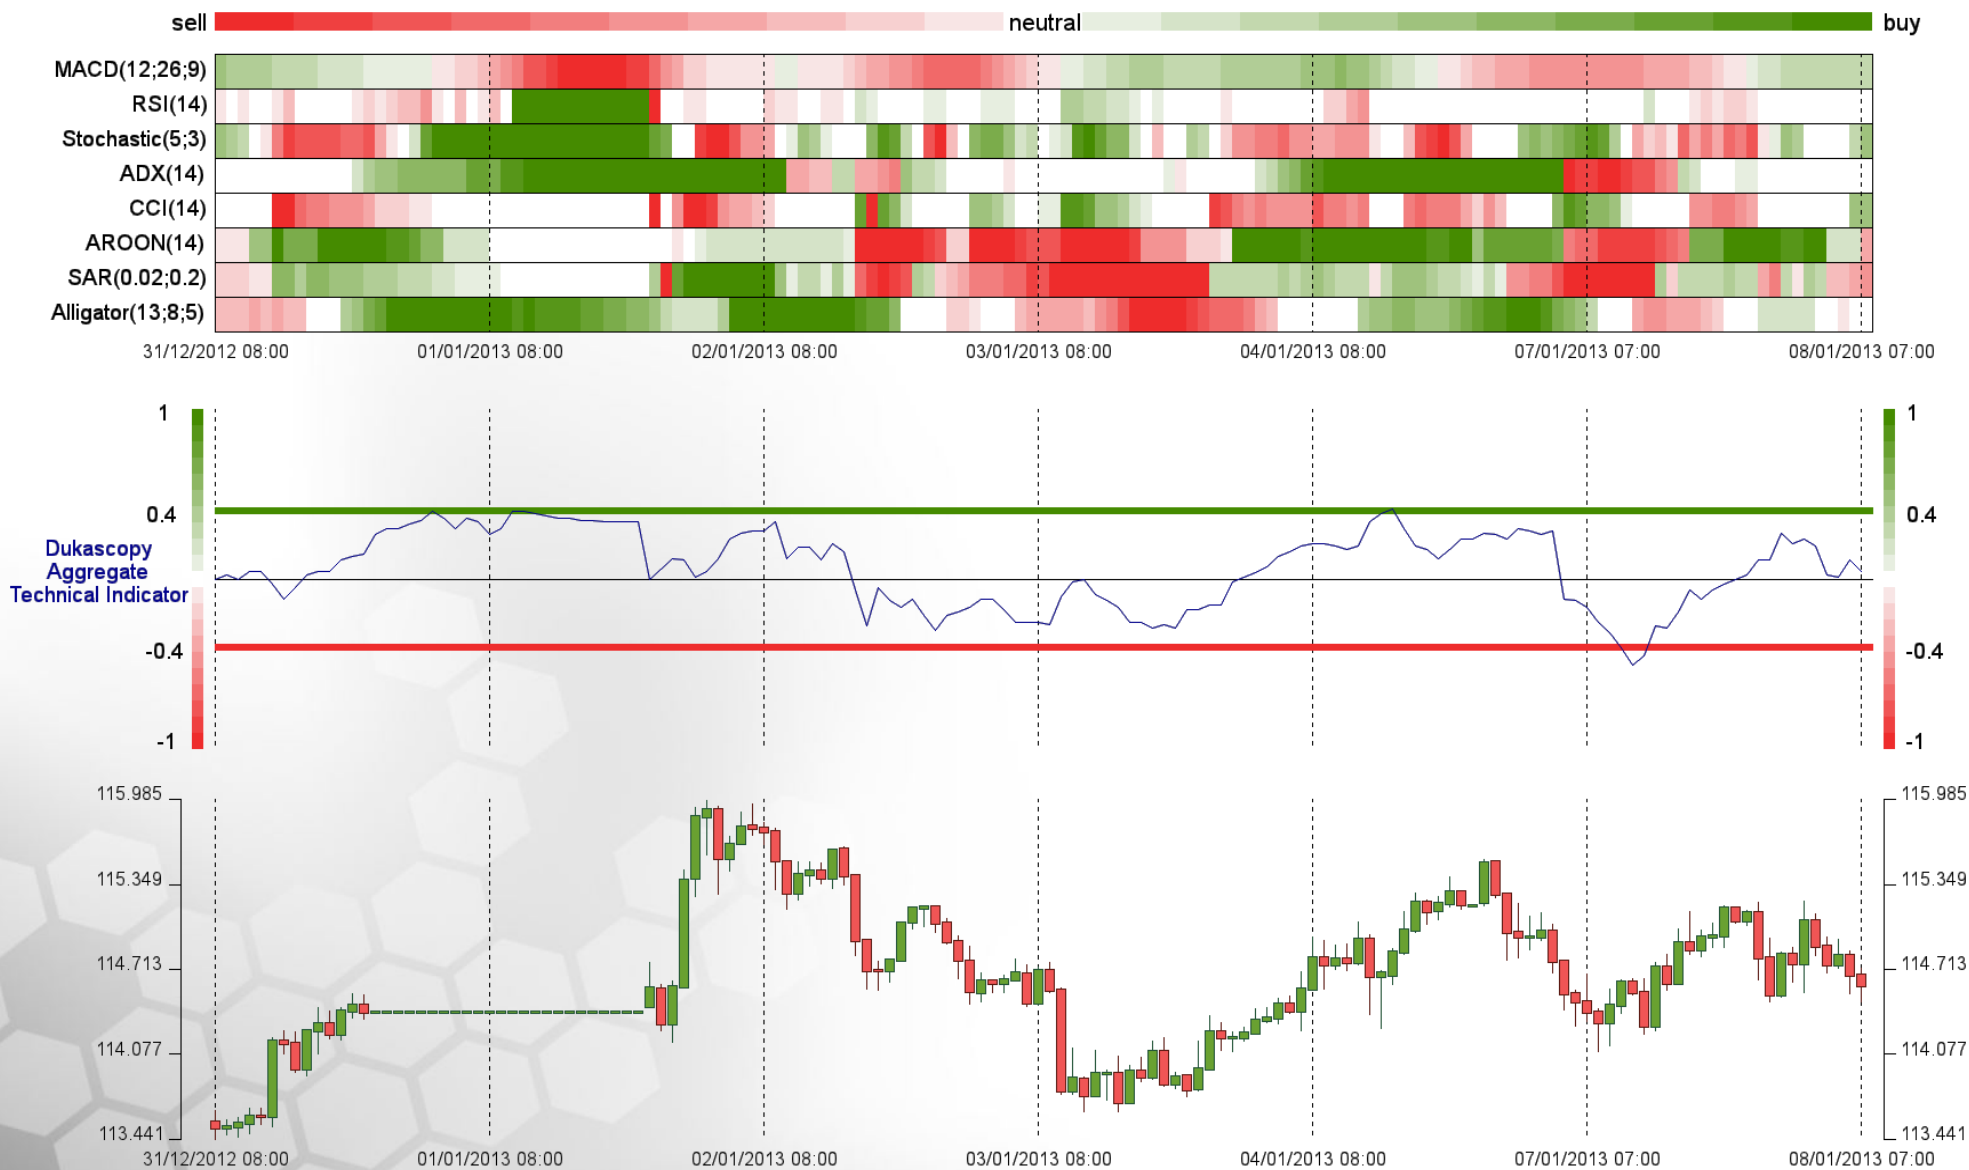 sell neutral buy
MACD(12;26;9)
RSI(14)
Stochastic(5;3)
ADX(14)
CCI(14)
AROON(14)
SAR(0.02;0.2)
Alligator(13;8;5)
31/12/2012 08:00 01/01/2013 08:00 02/01/2013 08:00 03/01/2013 08:00 04/01/2013 08:00 07/01/2013 07:00 08/01/2013 07:00
1 1
0.4 0.4
Dukascopy
Aggregate
Technical Indicator
-0.4 -0.4
-1 -1
115.985 115.985
115.349 115.349
114.713 114.713
114.077 114.077
113.441 113.441
31/12/2012 08:00 01/01/2013 08:00 02/01/2013 08:00 03/01/2013 08:00 04/01/2013 08:00 07/01/2013 07:00 08/01/2013 07:00